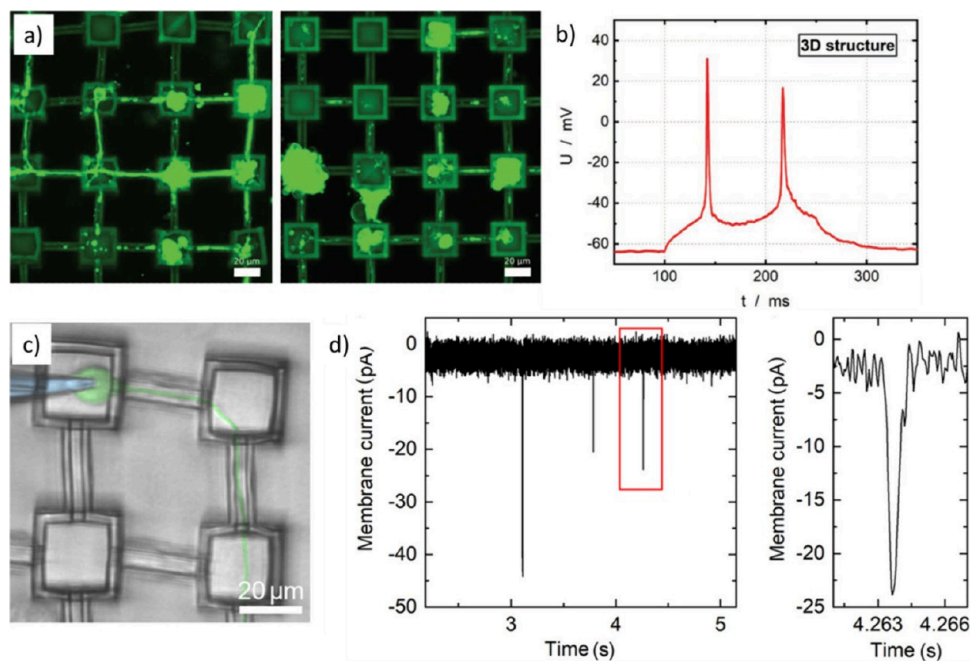 a)
20 µm
20 µm
b)
3D structure
U / mV
40
20
0
-20
-40
-60
100
200
300
t / ms
c)
20 µm
d)
Membrane current (pA)
0
-10
-20
-30
-40
-50
3
4
5
Time (s)
Membrane current (pA)
0
-5
-10
-15
-20
-25
4.263
4.266
Time (s)